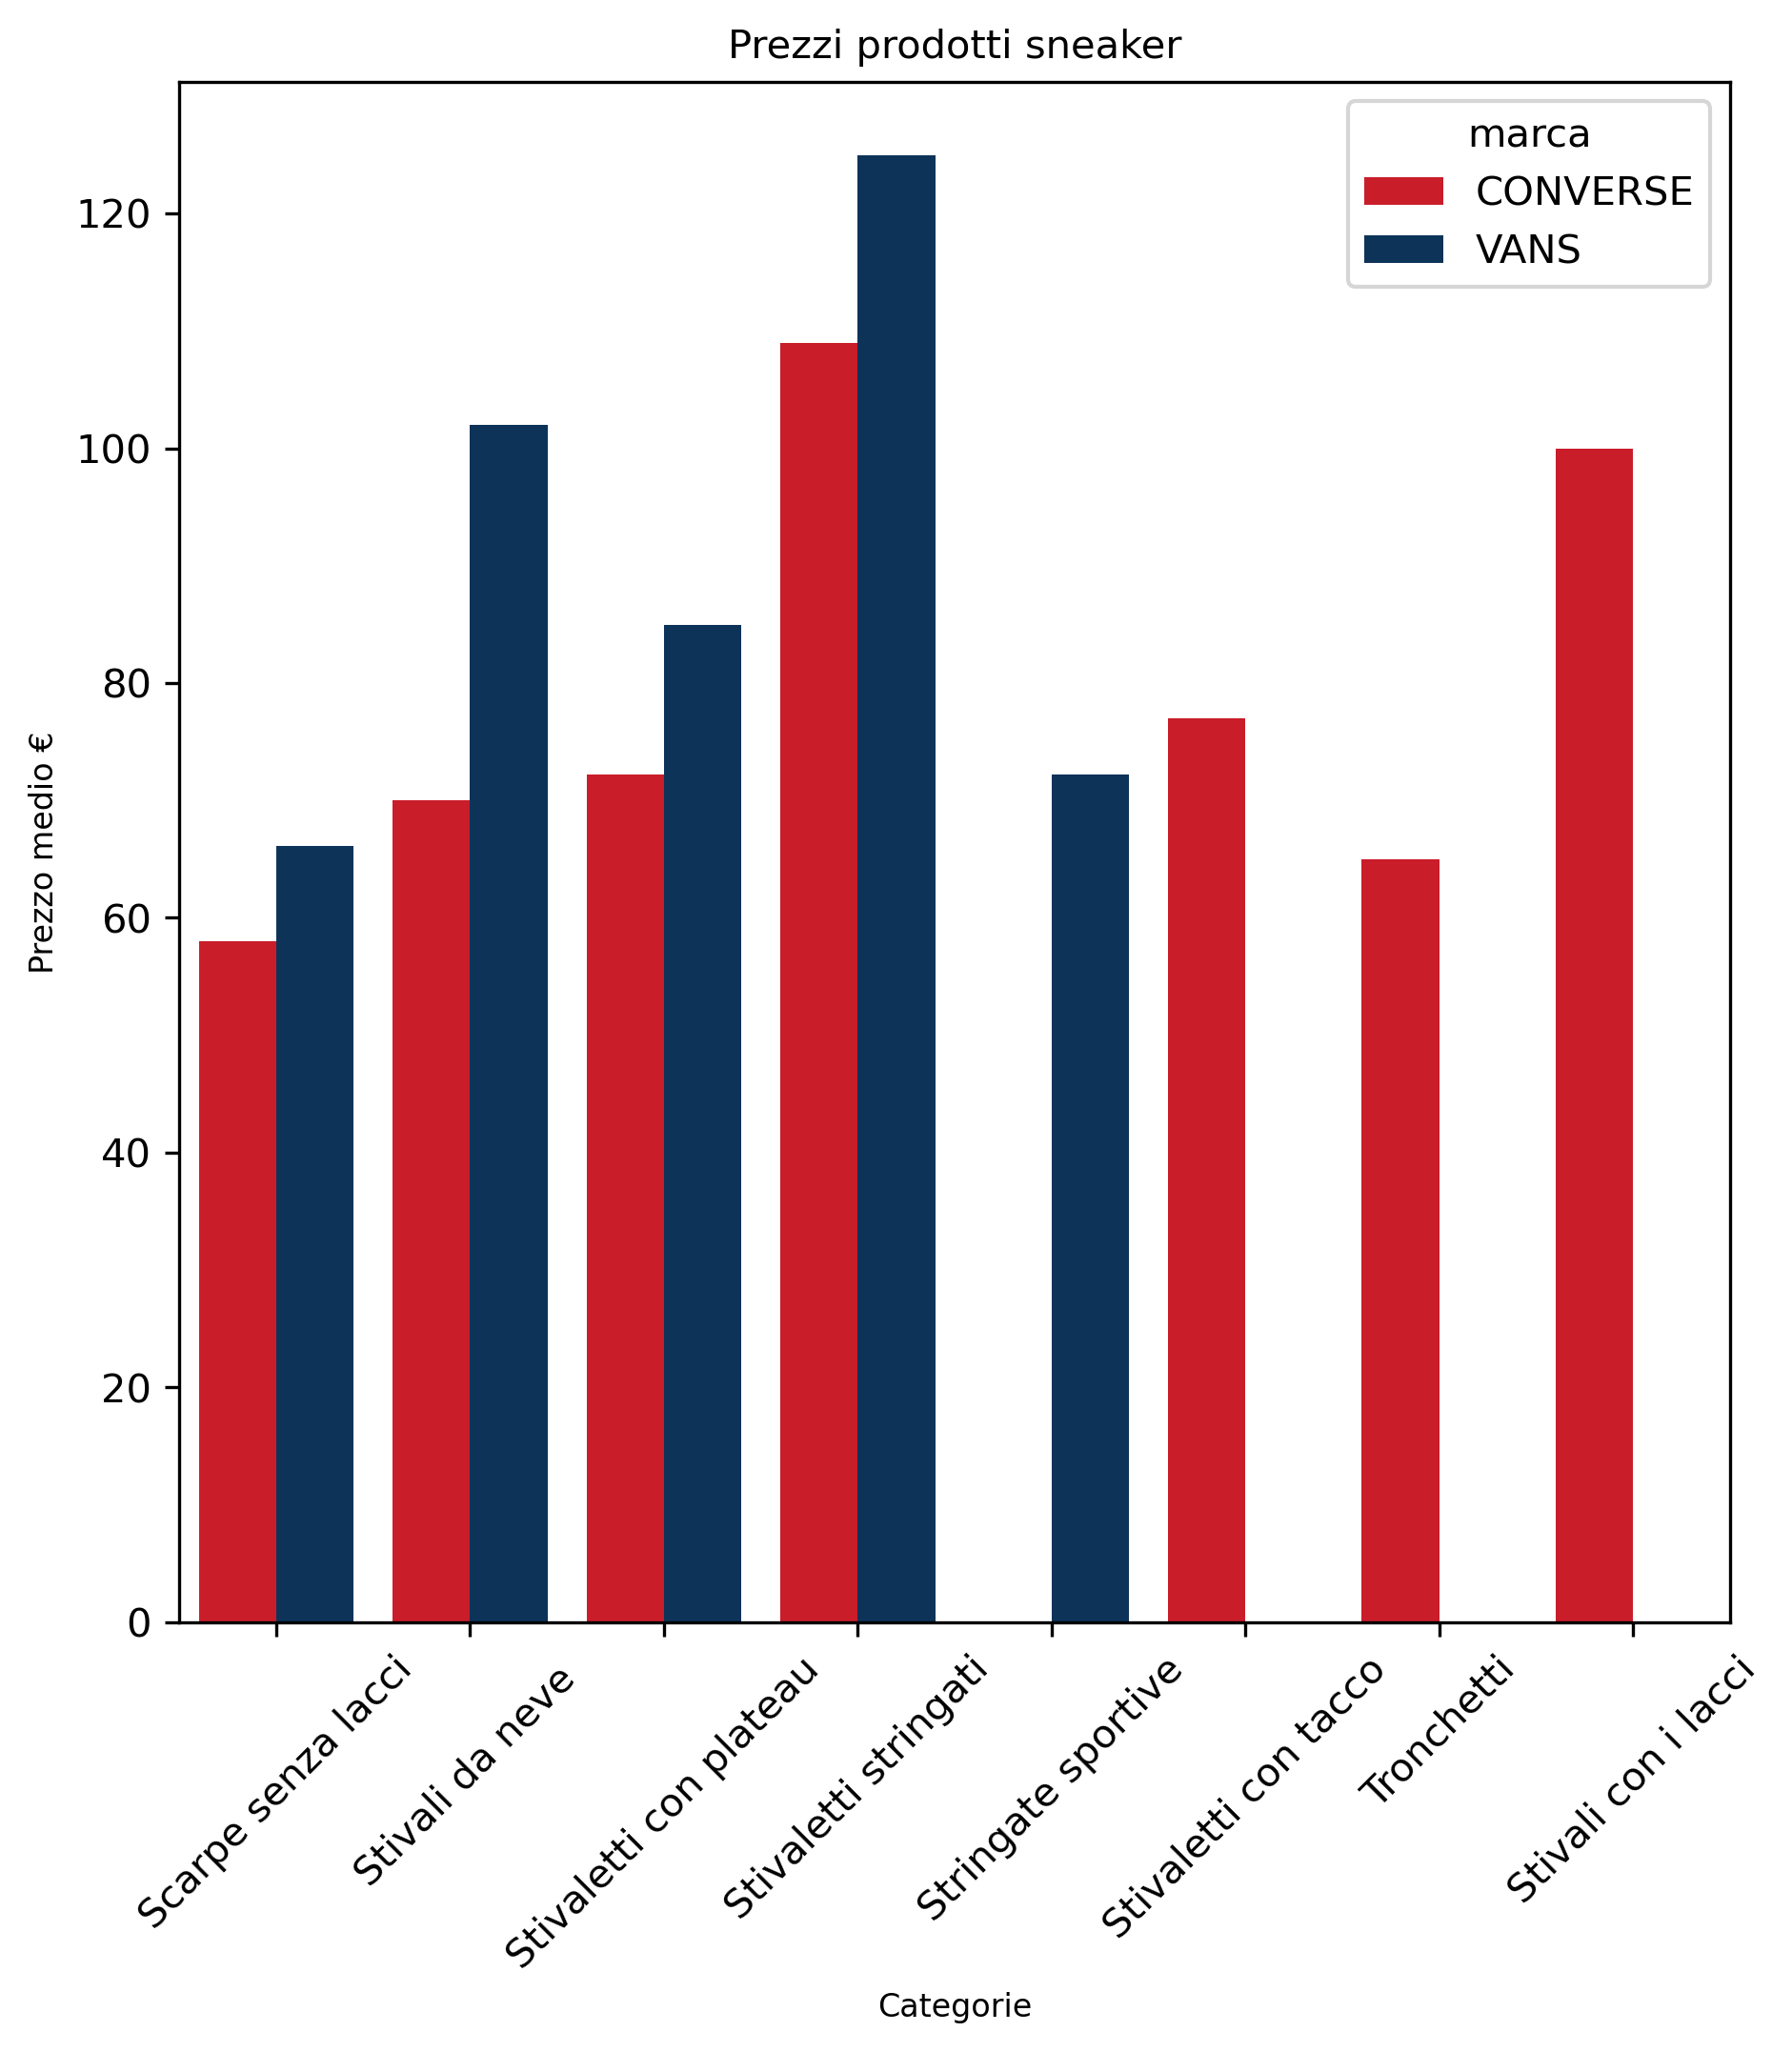 Prezzi prodotti sneaker
marca
CONVERSE
VANS
120
100
80
60
40
20
0
Prezzo medio €
Scarpe senza lacci
Stivali da neve
Stivaletti con plateau
Stivaletti stringati
Stringate sportive
Stivaletti con tacco
Tronchetti
Stivali con i lacci
Categorie